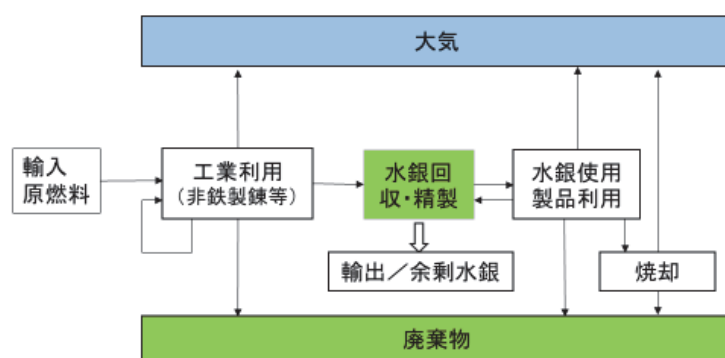 大気
輸入
原燃料
工業利用
(非鉄製錬等)
水銀回
収・精製
水銀使用
製品利用
輸出／余剰水銀
焼却
廃棄物